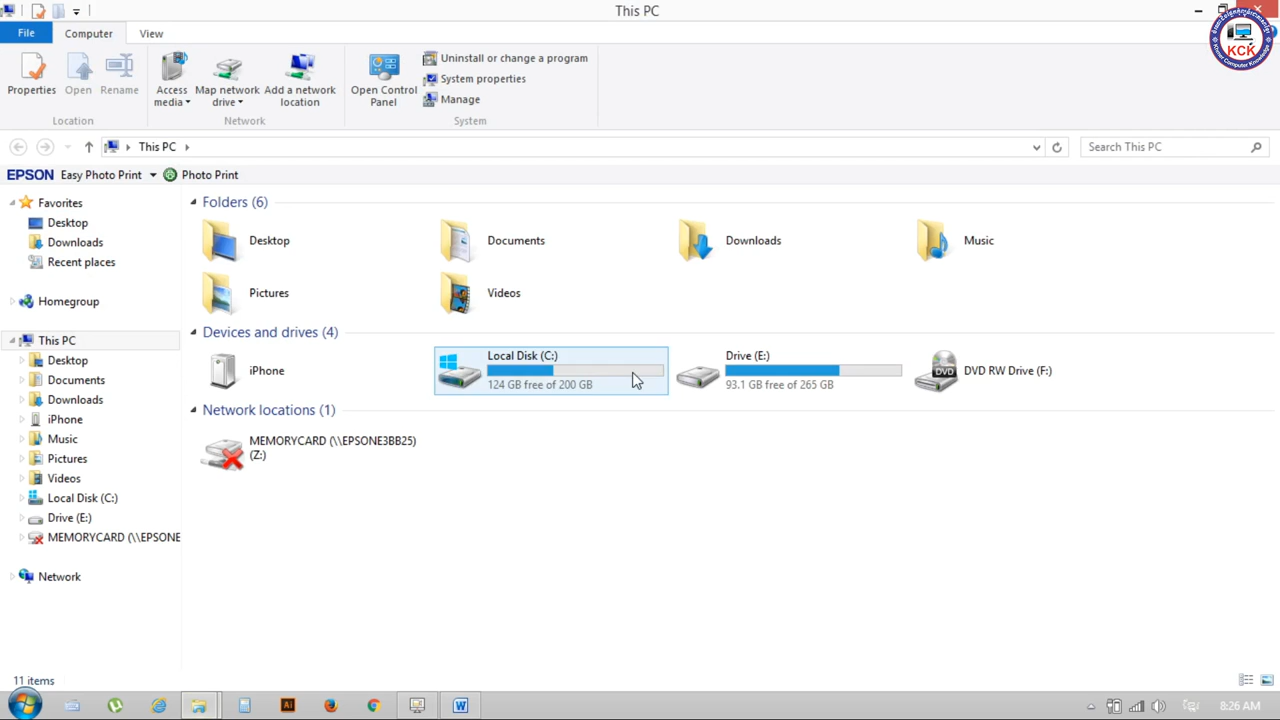 This PC
File
Computer
View
Properties
Open
Rename
Access media
Map network drive
Add a network location
Open Control Panel
Uninstall or change a program
System properties
Manage
Location
Network
System
This PC
Search This PC
EPSON Easy Photo Print
Photo Print
KCK
Khmer Computer Knowledge
Favorites
Desktop
Downloads
Recent places
Homegroup
This PC
Desktop
Documents
Downloads
iPhone
Music
Pictures
Videos
Local Disk (C:)
Drive (E:)
MEMORYCARD (\\EPSONE
Network
Folders (6)
Desktop
Documents
Downloads
Music
Pictures
Videos
Devices and drives (4)
iPhone
Local Disk (C:)
124 GB free of 200 GB
Drive (E:)
93.1 GB free of 265 GB
DVD
DVD RW Drive (F:)
Network locations (1)
MEMORYCARD (\\EPSONE3BB25)
(Z:)
11 items
Ai
8:26 AM